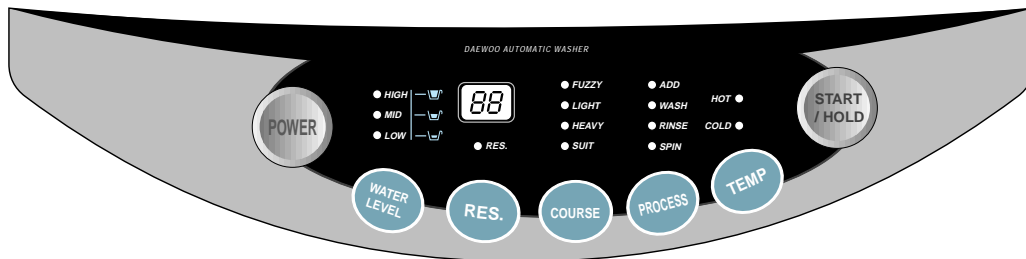 DAEWOO AUTOMATIC WASHER
POWER
HIGH
MID
LOW
88
RES.
FUZZY
LIGHT
HEAVY
SUIT
ADD
WASH
RINSE
SPIN
HOT
COLD
START
/ HOLD
WATER
LEVEL
RES.
COURSE
PROCESS
TEMP